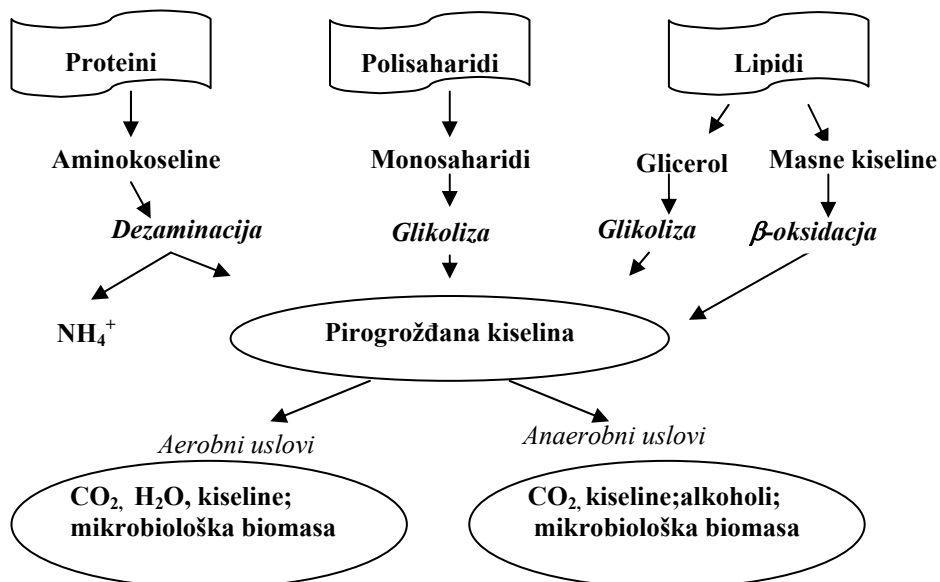 Proteini
Polisaharidi
Lipidi
Aminokoseline
Monosaharidi
Glicerol
Masne kiseline
Dezaminacija
Glikoliza
Glikoliza
β-oksidacja
NH₄⁺
Pirogrožđana kiselina
Aerobni uslovi
Anaerobni uslovi
CO₂, H₂O, kiseline;
mikrobiološka biomasa
CO₂, kiseline;alkoholi;
mikrobiološka biomasa